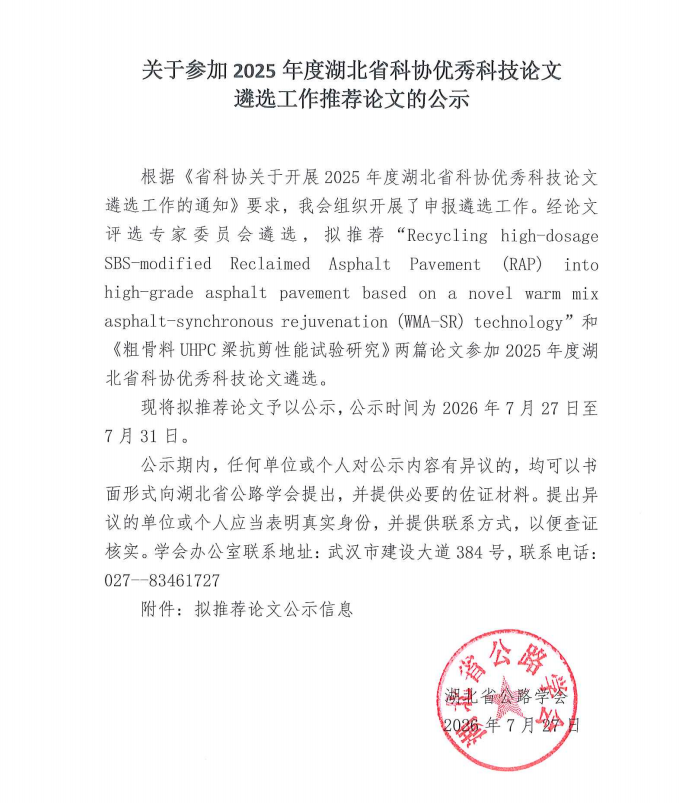 关于参加 2025 年度湖北省科协优秀科技论文
遴选工作推荐论文的公示
根据《省科协关于开展 2025 年度湖北省科协优秀科技论文
遴选工作的通知》要求，我会组织开展了申报遴选工作。经论文
评选专家委员会遴选，拟推荐“Recycling high-dosage
SBS-modified Reclaimed Asphalt Pavement (RAP) into
high-grade asphalt pavement based on a novel warm mix
asphalt-synchronous rejuvenation (WMA-SR) technology”和
《粗骨料 UHPC 梁抗剪性能试验研究》两篇论文参加 2025 年度湖
北省科协优秀科技论文遴选。
现将拟推荐论文予以公示，公示时间为 2026 年 7 月 27 日至
7 月 31 日。
公示期内，任何单位或个人对公示内容有异议的，均可以书
面形式向湖北省公路学会提出，并提供必要的佐证材料。提出异
议的单位或个人应当表明真实身份，并提供联系方式，以便查证
核实。学会办公室联系地址：武汉市建设大道 384 号，联系电话：
027--83461727
附件：拟推荐论文公示信息
湖北省公路学会
湖北省公路学会
2026 年 7 月 27 日